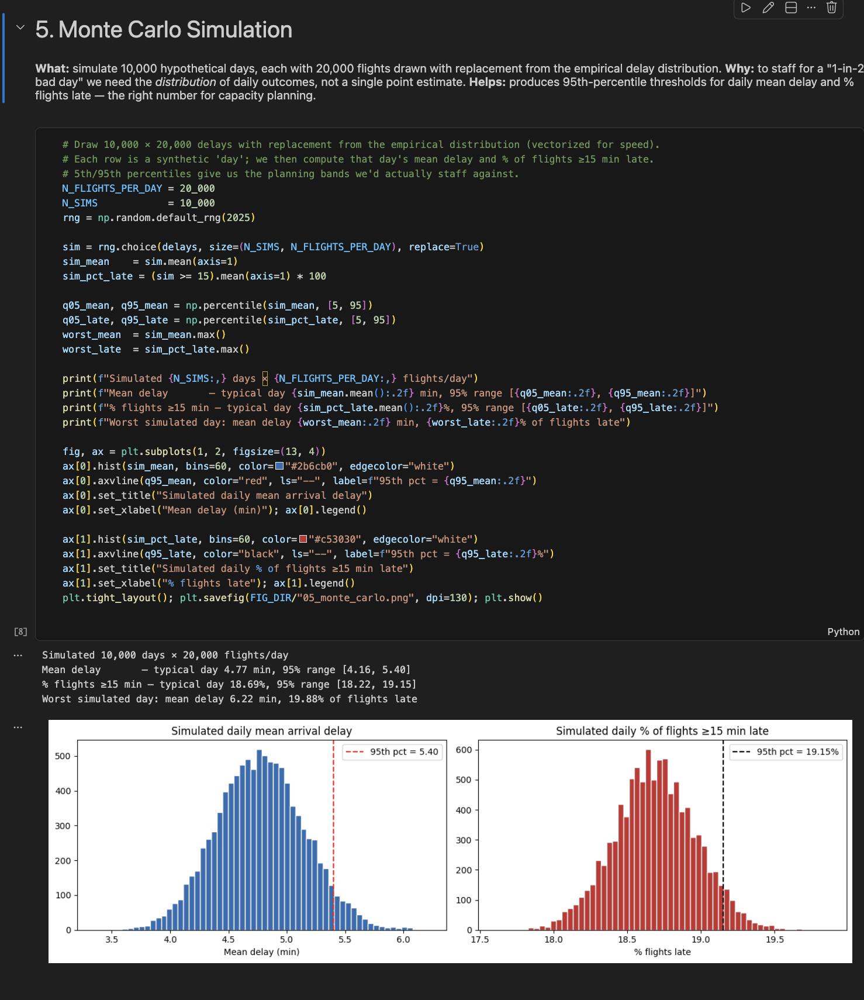 5. Monte Carlo Simulation
What: simulate 10,000 hypothetical days, each with 20,000 flights drawn with replacement from the empirical delay distribution. Why: to staff for a "1-in-2
bad day" we need the distribution of daily outcomes, not a single point estimate. Helps: produces 95th-percentile thresholds for daily mean delay and %
flights late — the right number for capacity planning.
# Draw 10,000 × 20,000 delays with replacement from the empirical distribution (vectorized for speed).
# Each row is a synthetic 'day'; we then compute that day's mean delay and % of flights ≥15 min late.
# 5th/95th percentiles give us the planning bands we'd actually staff against.
N_FLIGHTS_PER_DAY = 20_000
N_SIMS            = 10_000
rng = np.random.default_rng(2025)
sim = rng.choice(delays, size=(N_SIMS, N_FLIGHTS_PER_DAY), replace=True)
sim_mean    = sim.mean(axis=1)
sim_pct_late = (sim >= 15).mean(axis=1) * 100
q05_mean, q95_mean = np.percentile(sim_mean, [5, 95])
q05_late, q95_late = np.percentile(sim_pct_late, [5, 95])
worst_mean  = sim_mean.max()
worst_late  = sim_pct_late.max()
print(f"Simulated {N_SIMS:,} days × {N_FLIGHTS_PER_DAY:,} flights/day")
print(f"Mean delay       — typical day {sim_mean.mean():.2f} min, 95% range [{q05_mean:.2f}, {q95_mean:.2f}]")
print(f"% flights ≥15 min — typical day {sim_pct_late.mean():.2f}%, 95% range [{q05_late:.2f}, {q95_late:.2f}]")
print(f"Worst simulated day: mean delay {worst_mean:.2f} min, {worst_late:.2f}% of flights late")
fig, ax = plt.subplots(1, 2, figsize=(13, 4))
ax[0].hist(sim_mean, bins=60, color="#2b6cb0", edgecolor="white")
ax[0].axvline(q95_mean, color="red", ls="--", label=f"95th pct = {q95_mean:.2f}")
ax[0].set_title("Simulated daily mean arrival delay")
ax[0].set_xlabel("Mean delay (min)"); ax[0].legend()
ax[1].hist(sim_pct_late, bins=60, color="#c53030", edgecolor="white")
ax[1].axvline(q95_late, color="black", ls="--", label=f"95th pct = {q95_late:.2f}%")
ax[1].set_title("Simulated daily % of flights ≥15 min late")
ax[1].set_xlabel("% flights late"); ax[1].legend()
plt.tight_layout(); plt.savefig(FIG_DIR/"05_monte_carlo.png", dpi=130); plt.show()
[8]
Python
Simulated 10,000 days × 20,000 flights/day
Mean delay       — typical day 4.77 min, 95% range [4.16, 5.40]
% flights ≥15 min — typical day 18.69%, 95% range [18.22, 19.15]
Worst simulated day: mean delay 6.22 min, 19.88% of flights late
Simulated daily mean arrival delay
95th pct = 5.40
500
400
300
200
100
0
3.5 4.0 4.5 5.0 5.5 6.0
Mean delay (min)
Simulated daily % of flights ≥15 min late
95th pct = 19.15%
600
500
400
300
200
100
0
17.5 18.0 18.5 19.0 19.5
% flights late